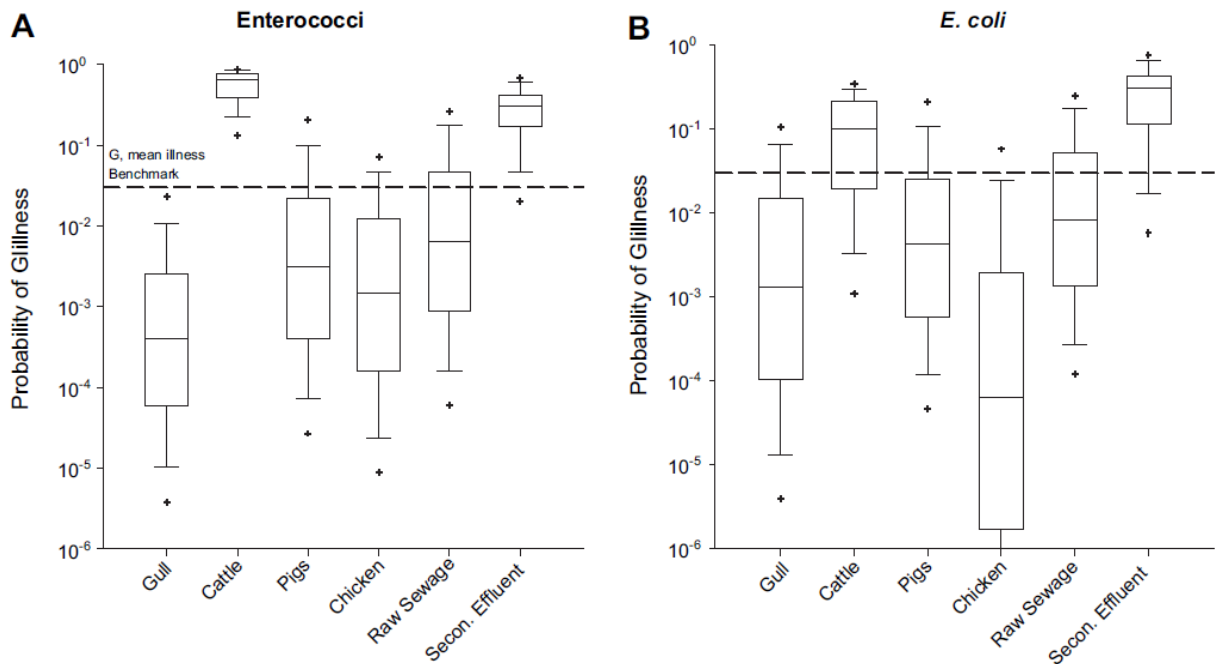 A
Enterococci
Probability of GIillness
10^0
10^-1
10^-2
10^-3
10^-4
10^-5
10^-6
G, mean illness
Benchmark
Gull
Cattle
Pigs
Chicken
Raw Sewage
Secon. Effluent
B
E. coli
Probability of GIillness
10^0
10^-1
10^-2
10^-3
10^-4
10^-5
10^-6
Gull
Cattle
Pigs
Chicken
Raw Sewage
Secon. Effluent